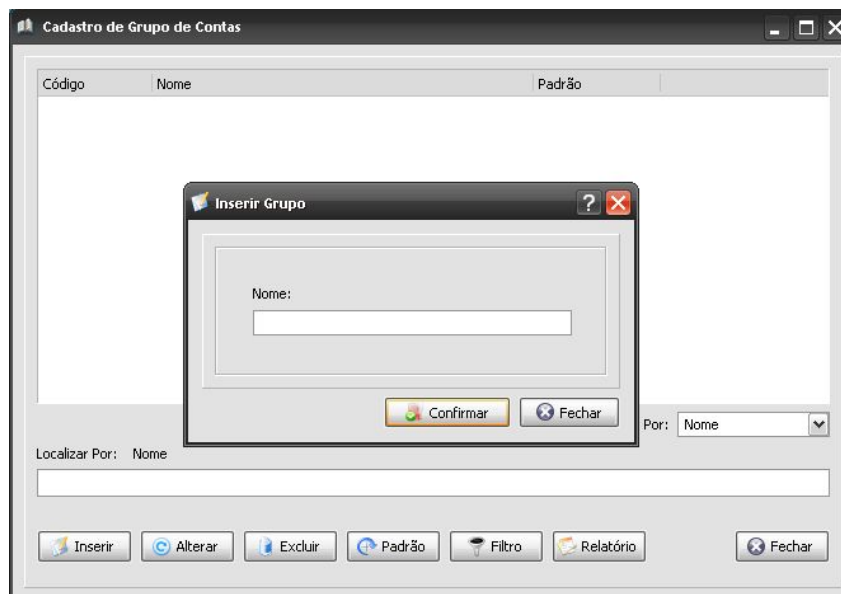 Cadastro de Grupo de Contas
Código Nome Padrão
Inserir Grupo
Nome:
Confirmar Fechar
Por: Nome
Localizar Por: Nome
Inserir Alterar Excluir Padrão Filtro Relatório Fechar